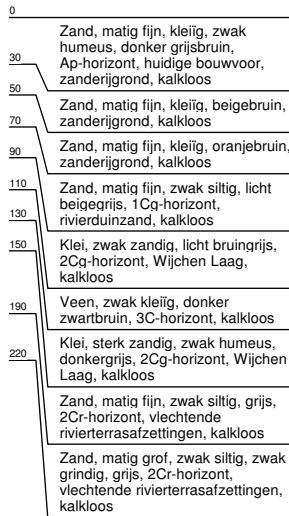 0
Zand, matig fijn, kleiïg, zwak
humeus, donker grijsbruin,
Ap-horizont, huidige bouwvoor,
zanderijgrond, kalkloos
30
Zand, matig fijn, kleiïg, beigebruin,
zanderijgrond, kalkloos
50
Zand, matig fijn, kleiïg, oranjebruin,
zanderijgrond, kalkloos
70
Zand, matig fijn, zwak siltig, licht
beigegrijs, 1Cg-horizont,
rivierduinzand, kalkloos
90
Klei, zwak zandig, licht bruingrijs,
2Cg-horizont, Wijchen Laag,
kalkloos
110
Veen, zwak kleiïg, donker
zwartbruin, 3C-horizont, kalkloos
130
Klei, sterk zandig, zwak humeus,
donkergrijs, 2Cg-horizont, Wijchen
Laag, kalkloos
150
Zand, matig fijn, zwak siltig, grijs,
2Cr-horizont, vlechtende
rivierterrasafzettingen, kalkloos
190
Zand, matig grof, zwak siltig, zwak
grindig, grijs, 2Cr-horizont,
vlechtende rivierterrasafzettingen,
kalkloos
220